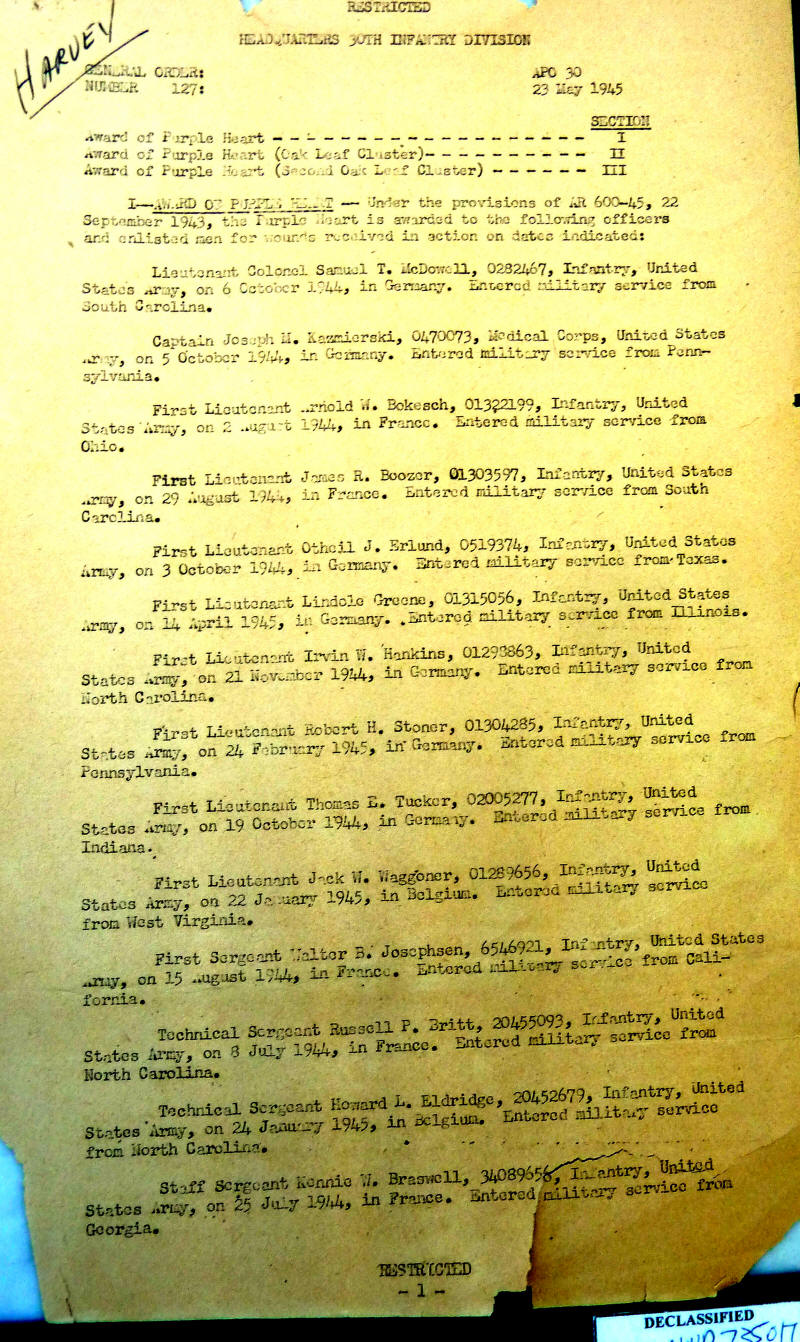 RESTRICTED
HEADQUARTERS 30TH INFANTRY DIVISION
HARVEY
GENERAL ORDER: APO 30
NUMBER 127: 23 May 1945
SECTION
Award of Purple Heart - - - - - - - - - - - - - - - - - - - I
Award of Purple Heart (Oak Leaf Cluster)- - - - - - - - - - II
Award of Purple Heart (Second Oak Leaf Cluster) - - - - - - III
I--AWARD OF PURPLE HEART - Under the provisions of AR 600-45, 22
September 1943, the Purple Heart is awarded to the following officers
and enlisted men for wounds received in action on dates indicated:
Lieutenant Colonel Samuel T. McDowell, 0282467, Infantry, United
States Army, on 6 October 1944, in Germany. Entered military service from
South Carolina.
Captain Joseph M. Kazmierski, 0470073, Medical Corps, United States
Army, on 5 October 1944, in Germany. Entered military service from Penn-
sylvania.
First Lieutenant Arnold W. Bokesch, 01322199, Infantry, United
States Army, on 2 August 1944, in France. Entered military service from
Ohio.
First Lieutenant James R. Boozer, 01303597, Infantry, United States
Army, on 29 August 1944, in France. Entered military service from South
Carolina.
First Lieutenant Otheil J. Erlund, 0519374, Infantry, United States
Army, on 3 October 1944, in Germany. Entered military service from Texas.
First Lieutenant Lindole Greene, 01315056, Infantry, United States
Army, on 14 April 1945, in Germany. Entered military service from Illinois.
First Lieutenant Irvin W. Hankins, 01298863, Infantry, United
States Army, on 21 November 1944, in Germany. Entered military service from
North Carolina.
First Lieutenant Robert H. Stoner, 01304285, Infantry, United
States Army, on 24 February 1945, in Germany. Entered military service from
Pennsylvania.
First Lieutenant Thomas E. Tucker, 02005277, Infantry, United
States Army, on 19 October 1944, in Germany. Entered military service from
Indiana.
First Lieutenant Jack W. Waggoner, 01289656, Infantry, United
States Army, on 22 January 1945, in Belgium. Entered military service
from West Virginia.
First Sergeant Walter B. Josephsen, 6546921, Infantry, United States
Army, on 15 August 1944, in France. Entered military service from Cali-
fornia.
Technical Sergeant Russell P. Britt, 20455093, Infantry, United
States Army, on 8 July 1944, in France. Entered military service from
North Carolina.
Technical Sergeant Howard L. Eldridge, 20452679, Infantry, United
States Army, on 24 January 1945, in Belgium. Entered military service
from North Carolina.
Staff Sergeant Kennie W. Braswell, 34089656, Infantry, United
States Army, on 25 July 1944, in France. Entered military service from
Georgia.
RESTRICTED
- 1 -
DECLASSIFIED